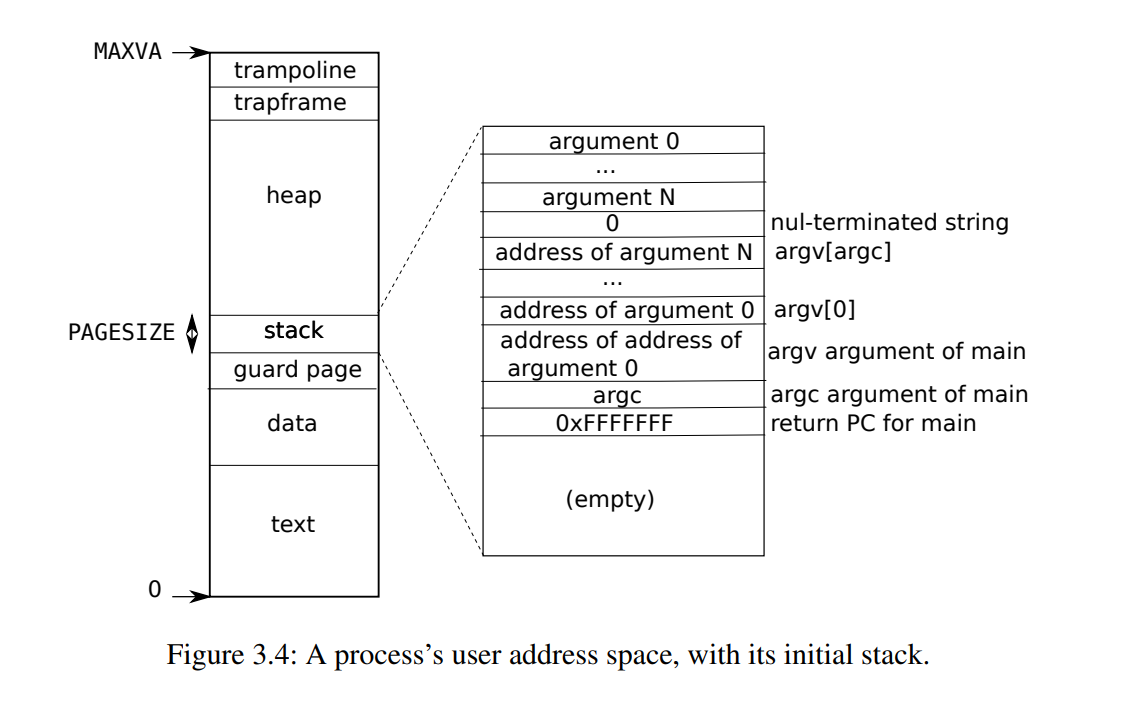 MAXVA
trampoline
trapframe
heap
PAGESIZE
stack
guard page
data
text
0
argument 0
...
argument N
0
nul-terminated string
address of argument N
argv[argc]
...
address of argument 0
argv[0]
address of address of
argument 0
argv argument of main
argc
argc argument of main
0xFFFFFFF
return PC for main
(empty)
Figure 3.4: A process’s user address space, with its initial stack.